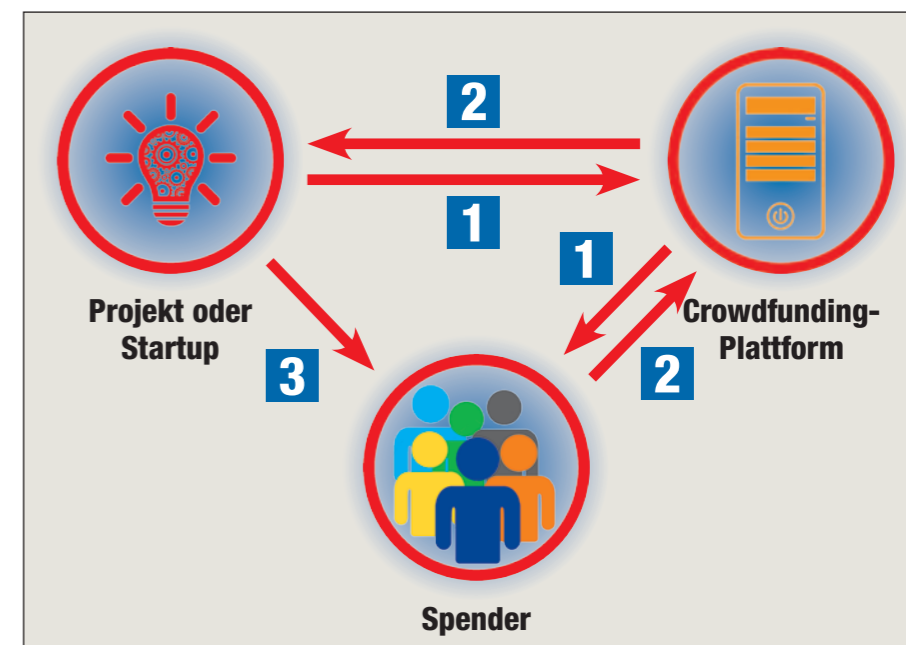 2
1
1
Projekt oder
Startup
Crowdfunding-
Plattform
3
2
Spender